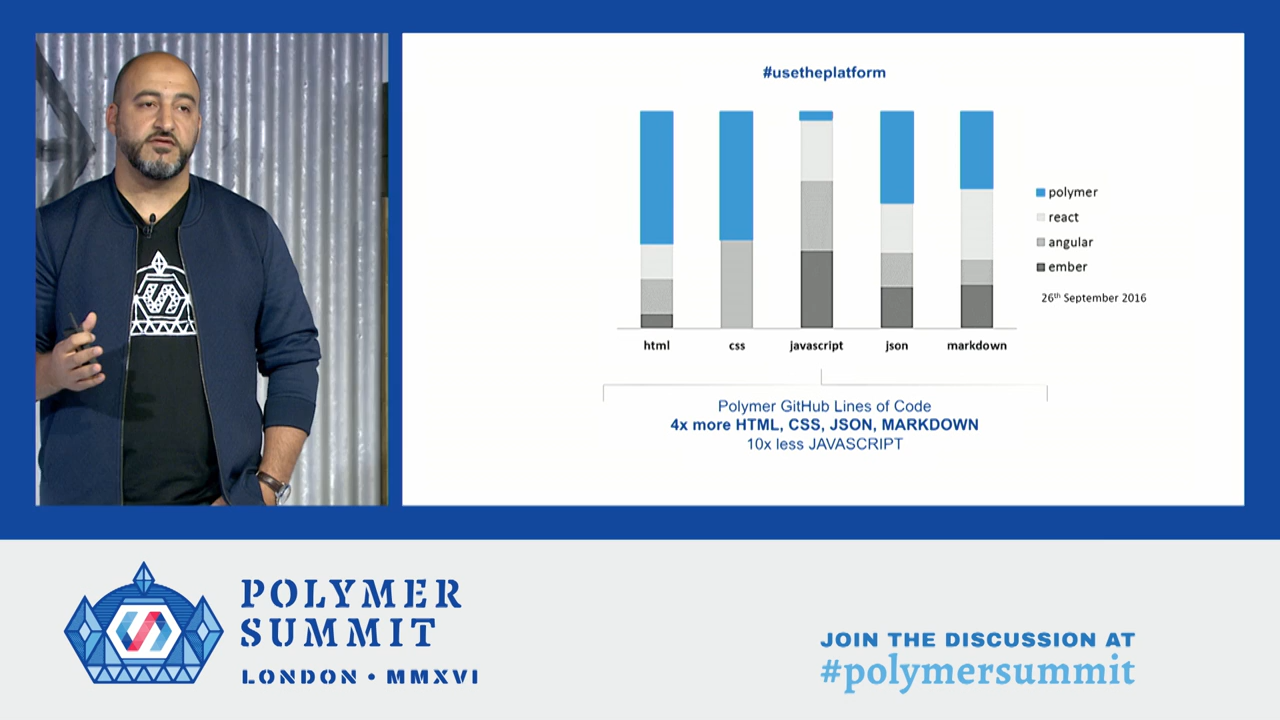 #usetheplatform
polymer
react
angular
ember
26th September 2016
html css javascript json markdown
Polymer GitHub Lines of Code
4x more HTML, CSS, JSON, MARKDOWN
10x less JAVASCRIPT
POLYMER
SUMMIT
LONDON • MMXVI
JOIN THE DISCUSSION AT
#polymersummit